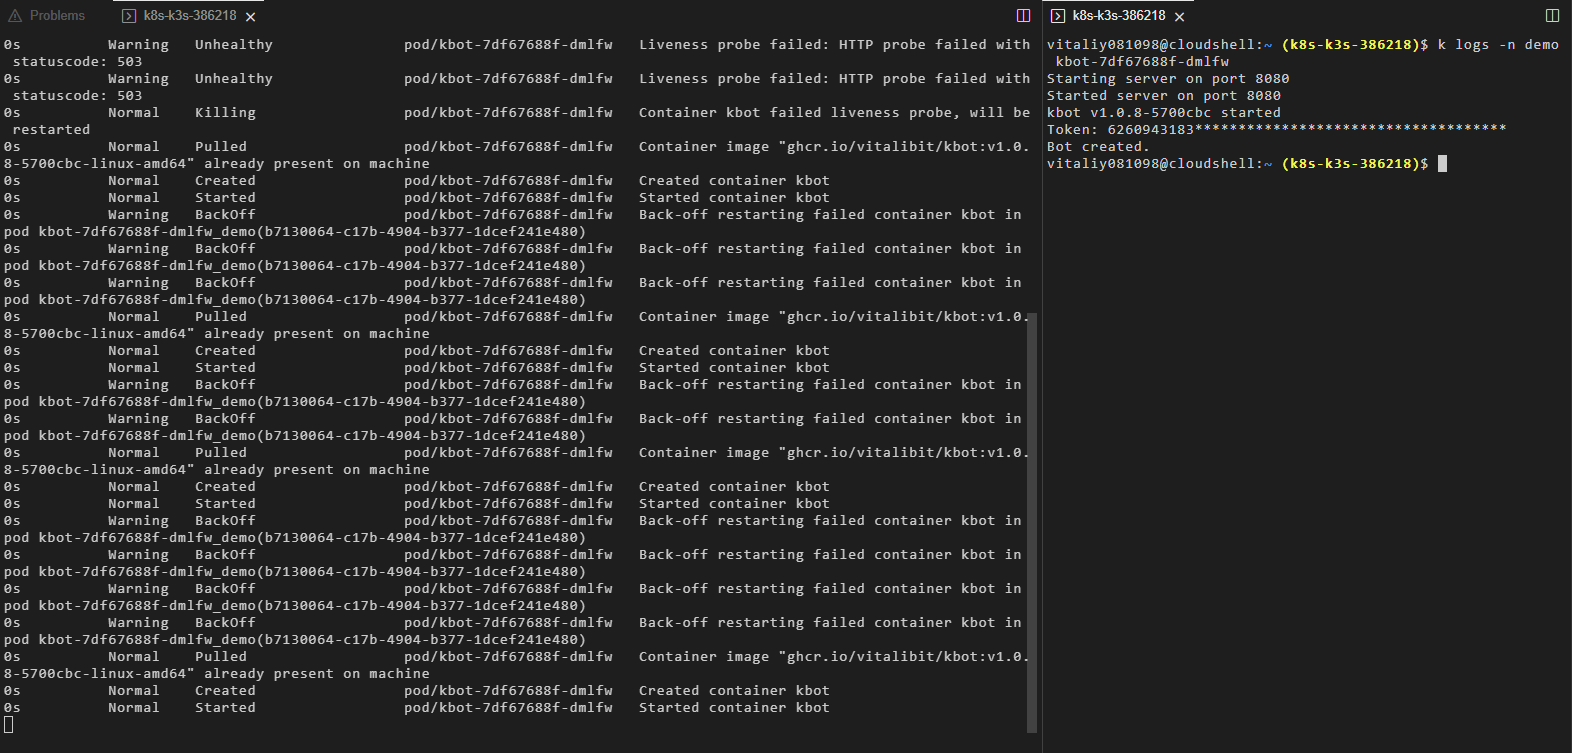 Problems
k8s-k3s-386218
0s Warning Unhealthy pod/kbot-7df67688f-dmlfw Liveness probe failed: HTTP probe failed with
statuscode: 503
0s Warning Unhealthy pod/kbot-7df67688f-dmlfw Liveness probe failed: HTTP probe failed with
statuscode: 503
0s Normal Killing pod/kbot-7df67688f-dmlfw Container kbot failed liveness probe, will be
restarted
0s Normal Pulled pod/kbot-7df67688f-dmlfw Container image "ghcr.io/vitalibit/kbot:v1.0.
8-5700cbc-linux-amd64" already present on machine
0s Normal Created pod/kbot-7df67688f-dmlfw Created container kbot
0s Normal Started pod/kbot-7df67688f-dmlfw Started container kbot
0s Warning BackOff pod/kbot-7df67688f-dmlfw Back-off restarting failed container kbot in
pod kbot-7df67688f-dmlfw_demo(b7130064-c17b-4904-b377-1dcef241e480)
0s Warning BackOff pod/kbot-7df67688f-dmlfw Back-off restarting failed container kbot in
pod kbot-7df67688f-dmlfw_demo(b7130064-c17b-4904-b377-1dcef241e480)
0s Warning BackOff pod/kbot-7df67688f-dmlfw Back-off restarting failed container kbot in
pod kbot-7df67688f-dmlfw_demo(b7130064-c17b-4904-b377-1dcef241e480)
0s Normal Pulled pod/kbot-7df67688f-dmlfw Container image "ghcr.io/vitalibit/kbot:v1.0.
8-5700cbc-linux-amd64" already present on machine
0s Normal Created pod/kbot-7df67688f-dmlfw Created container kbot
0s Normal Started pod/kbot-7df67688f-dmlfw Started container kbot
0s Warning BackOff pod/kbot-7df67688f-dmlfw Back-off restarting failed container kbot in
pod kbot-7df67688f-dmlfw_demo(b7130064-c17b-4904-b377-1dcef241e480)
0s Warning BackOff pod/kbot-7df67688f-dmlfw Back-off restarting failed container kbot in
pod kbot-7df67688f-dmlfw_demo(b7130064-c17b-4904-b377-1dcef241e480)
0s Normal Pulled pod/kbot-7df67688f-dmlfw Container image "ghcr.io/vitalibit/kbot:v1.0.
8-5700cbc-linux-amd64" already present on machine
0s Normal Created pod/kbot-7df67688f-dmlfw Created container kbot
0s Normal Started pod/kbot-7df67688f-dmlfw Started container kbot
0s Warning BackOff pod/kbot-7df67688f-dmlfw Back-off restarting failed container kbot in
pod kbot-7df67688f-dmlfw_demo(b7130064-c17b-4904-b377-1dcef241e480)
0s Warning BackOff pod/kbot-7df67688f-dmlfw Back-off restarting failed container kbot in
pod kbot-7df67688f-dmlfw_demo(b7130064-c17b-4904-b377-1dcef241e480)
0s Warning BackOff pod/kbot-7df67688f-dmlfw Back-off restarting failed container kbot in
pod kbot-7df67688f-dmlfw_demo(b7130064-c17b-4904-b377-1dcef241e480)
0s Warning BackOff pod/kbot-7df67688f-dmlfw Back-off restarting failed container kbot in
pod kbot-7df67688f-dmlfw_demo(b7130064-c17b-4904-b377-1dcef241e480)
0s Normal Pulled pod/kbot-7df67688f-dmlfw Container image "ghcr.io/vitalibit/kbot:v1.0.
8-5700cbc-linux-amd64" already present on machine
0s Normal Created pod/kbot-7df67688f-dmlfw Created container kbot
0s Normal Started pod/kbot-7df67688f-dmlfw Started container kbot
k8s-k3s-386218
vitaliy081098@cloudshell:~ (k8s-k3s-386218)$ k logs -n demo
kbot-7df67688f-dmlfw
Starting server on port 8080
Started server on port 8080
kbot v1.0.8-5700cbc started
Token: 6260943183************************************
Bot created.
vitaliy081098@cloudshell:~ (k8s-k3s-386218)$